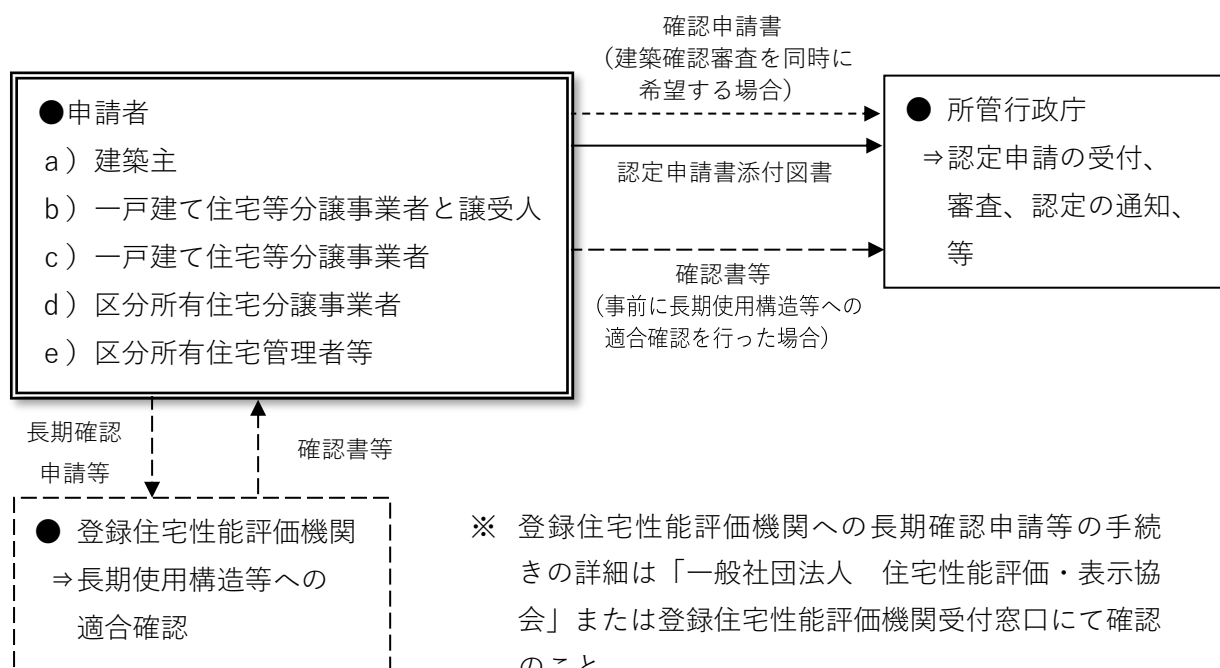 確認申請書
（建築確認審査を同時に
希望する場合）
●申請者
a）建築主
b）一戸建て住宅等分譲事業者と譲受人
c）一戸建て住宅等分譲事業者
d）区分所有住宅分譲事業者
e）区分所有住宅管理者等
認定申請書添付図書
確認書等
（事前に長期使用構造等への
適合確認を行った場合）
● 所管行政庁
⇒認定申請の受付、
審査、認定の通知、
等
長期確認
申請等
確認書等
● 登録住宅性能評価機関
⇒長期使用構造等への
適合確認
※ 登録住宅性能評価機関への長期確認申請等の手続
きの詳細は「一般社団法人　住宅性能評価・表示協
会」または登録住宅性能評価機関受付窓口にて確認
のこと